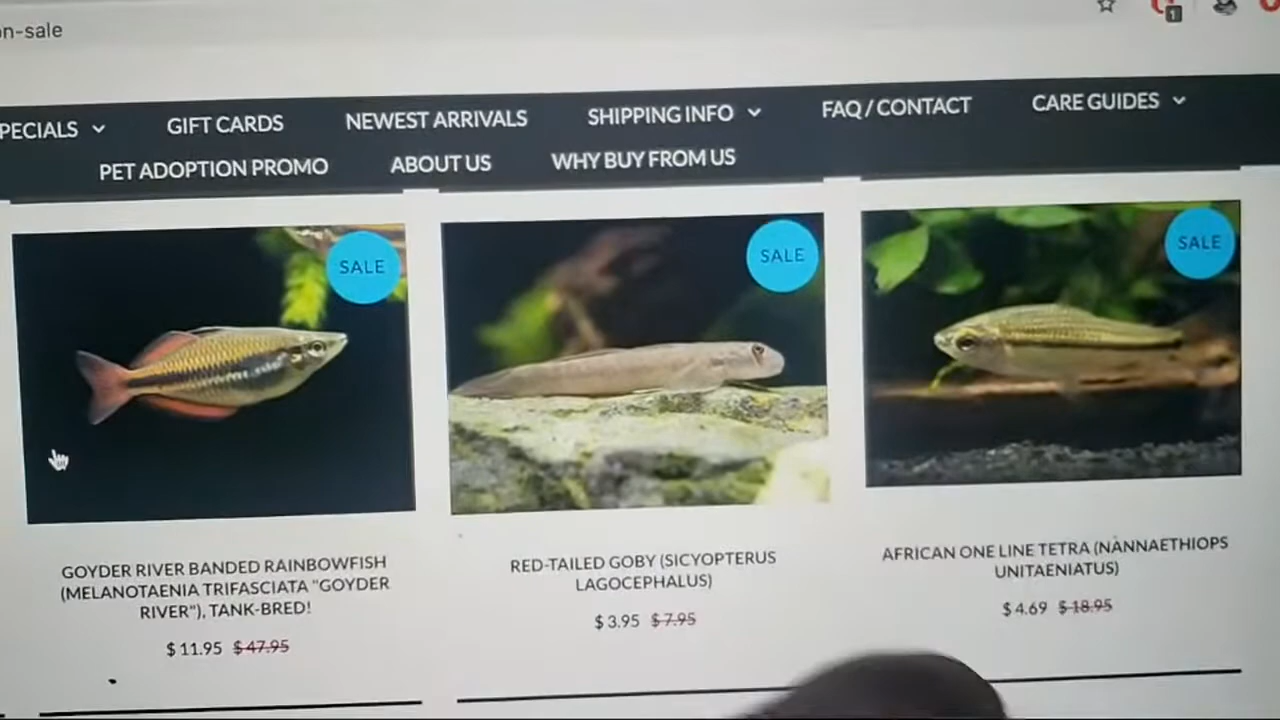 on-sale
1
PECIALS
GIFT CARDS
NEWEST ARRIVALS
SHIPPING INFO
FAQ / CONTACT
CARE GUIDES
PET ADOPTION PROMO
ABOUT US
WHY BUY FROM US
SALE
SALE
SALE
GOYDER RIVER BANDED RAINBOWFISH
(MELANOTAENIA TRIFASCIATA "GOYDER
RIVER"), TANK-BRED!
$ 11.95 $ 47.95
RED-TAILED GOBY (SICYOPTERUS
LAGOCEPHALUS)
$ 3.95 $ 7.95
AFRICAN ONE LINE TETRA (NANNAETHIOPS
UNITAENIATUS)
$ 4.69 $ 18.95